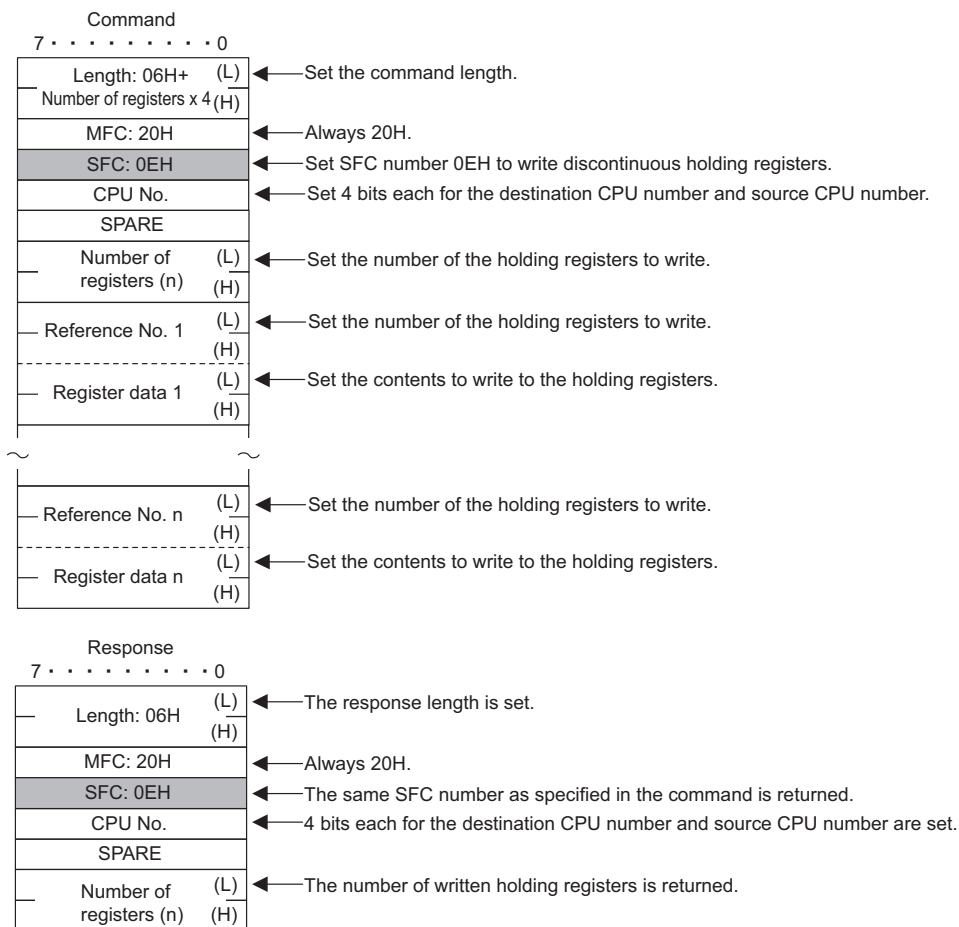 Command
7 · · · · · · · · · 0
Length: 06H+ (L) Set the command length.
Number of registers x 4 (H)
MFC: 20H Always 20H.
SFC: 0EH Set SFC number 0EH to write discontinuous holding registers.
CPU No. Set 4 bits each for the destination CPU number and source CPU number.
SPARE
Number of (L) Set the number of the holding registers to write.
registers (n) (H)
Reference No. 1 (L) Set the number of the holding registers to write.
(H)
Register data 1 (L) Set the contents to write to the holding registers.
(H)
Reference No. n (L) Set the number of the holding registers to write.
(H)
Register data n (L) Set the contents to write to the holding registers.
(H)
Response
7 · · · · · · · · · 0
Length: 06H (L) The response length is set.
(H)
MFC: 20H Always 20H.
SFC: 0EH The same SFC number as specified in the command is returned.
CPU No. 4 bits each for the destination CPU number and source CPU number are set.
SPARE
Number of (L) The number of written holding registers is returned.
registers (n) (H)